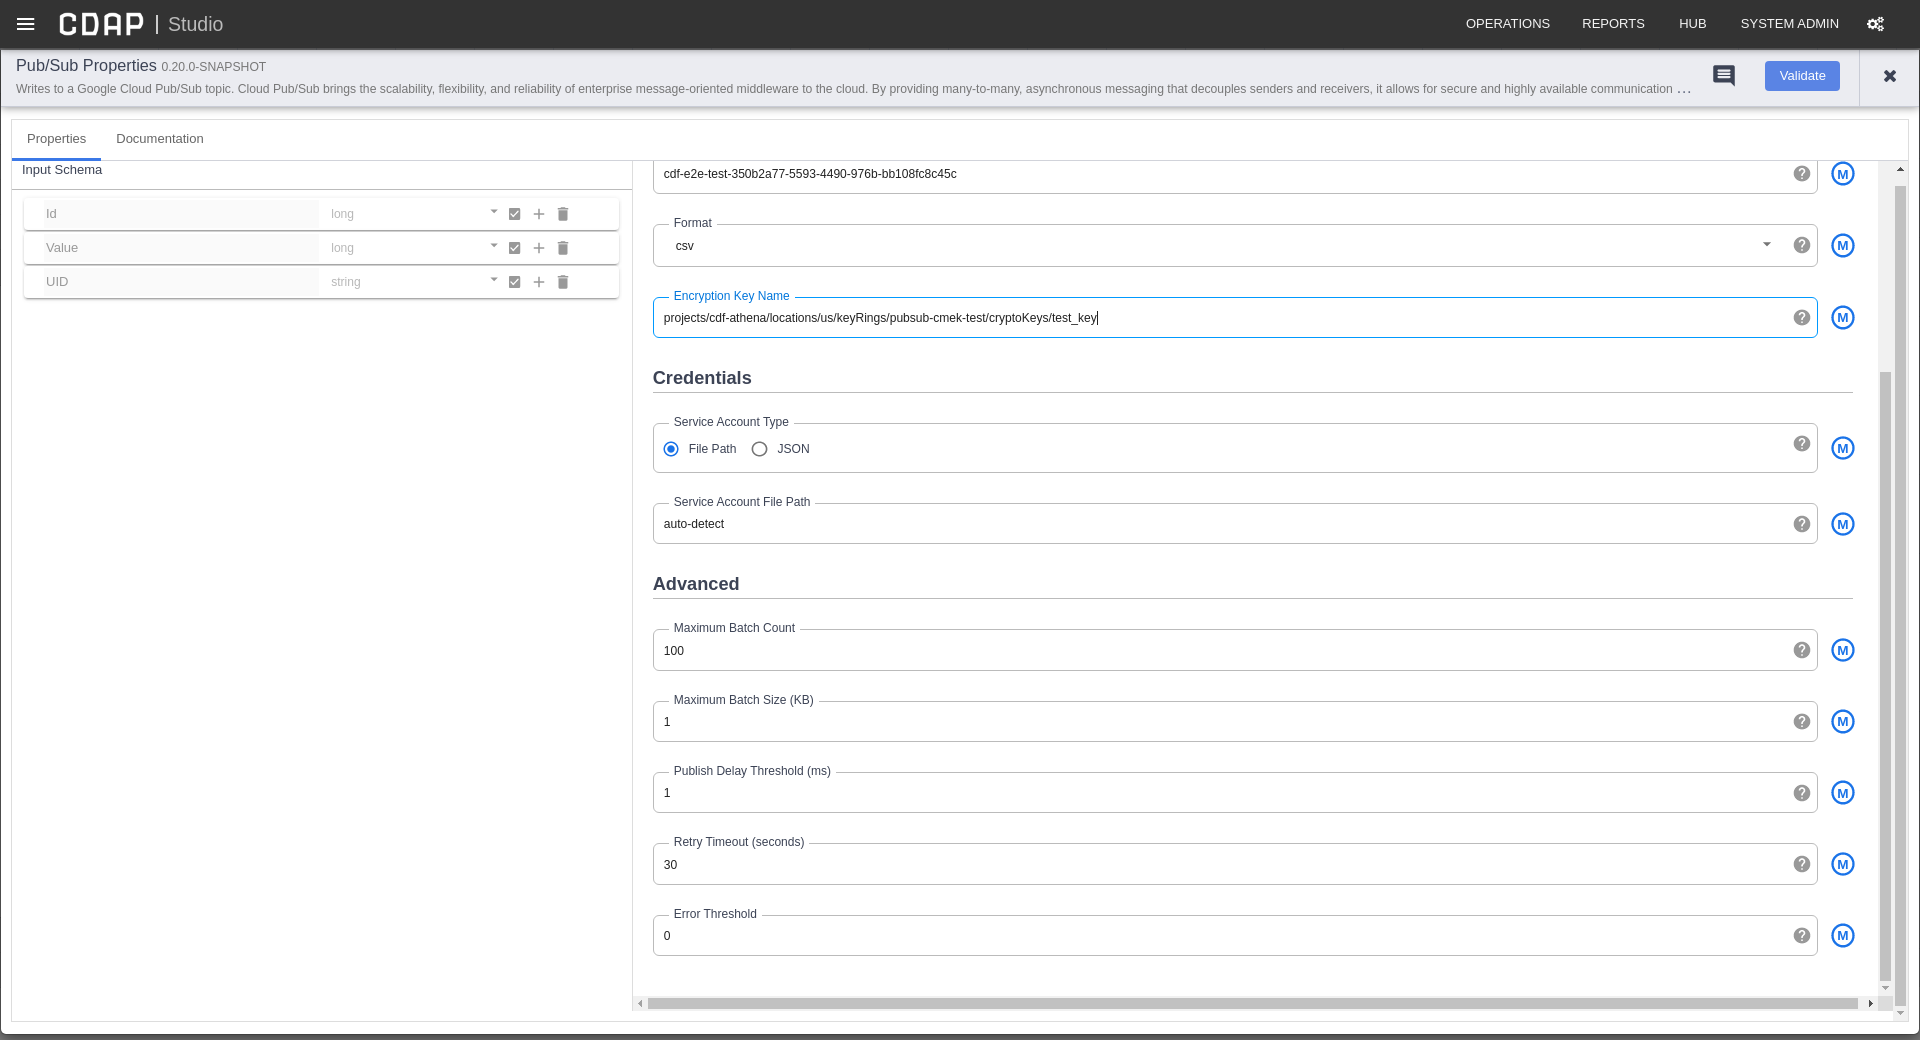 CDAP | Studio
OPERATIONS REPORTS HUB SYSTEM ADMIN
Pub/Sub Properties 0.20.0-SNAPSHOT
Writes to a Google Cloud Pub/Sub topic. Cloud Pub/Sub brings the scalability, flexibility, and reliability of enterprise message-oriented middleware to the cloud. By providing many-to-many, asynchronous messaging that decouples senders and receivers, it allows for secure and highly available communication ...
Validate
Properties Documentation
Input Schema
Id long
Value long
UID string
cdf-e2e-test-350b2a77-5593-4490-976b-bb108fc8c45c
M
Format
csv
M
Encryption Key Name
projects/cdf-athena/locations/us/keyRings/pubsub-cmek-test/cryptoKeys/test_key
M
Credentials
Service Account Type
File Path JSON
M
Service Account File Path
auto-detect
M
Advanced
Maximum Batch Count
100
M
Maximum Batch Size (KB)
1
M
Publish Delay Threshold (ms)
1
M
Retry Timeout (seconds)
30
M
Error Threshold
0
M